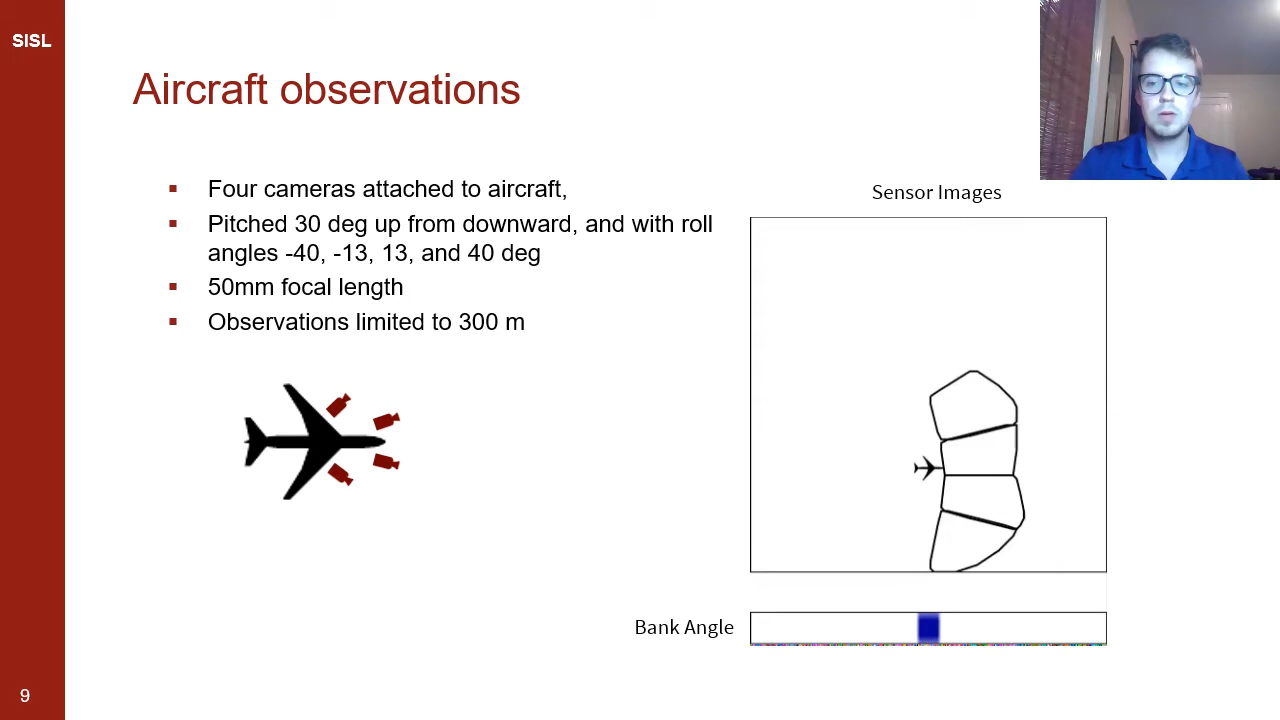 SISL
Aircraft observations
Four cameras attached to aircraft,
Pitched 30 deg up from downward, and with roll
angles -40, -13, 13, and 40 deg
50mm focal length
Observations limited to 300 m
Sensor Images
Bank Angle
9